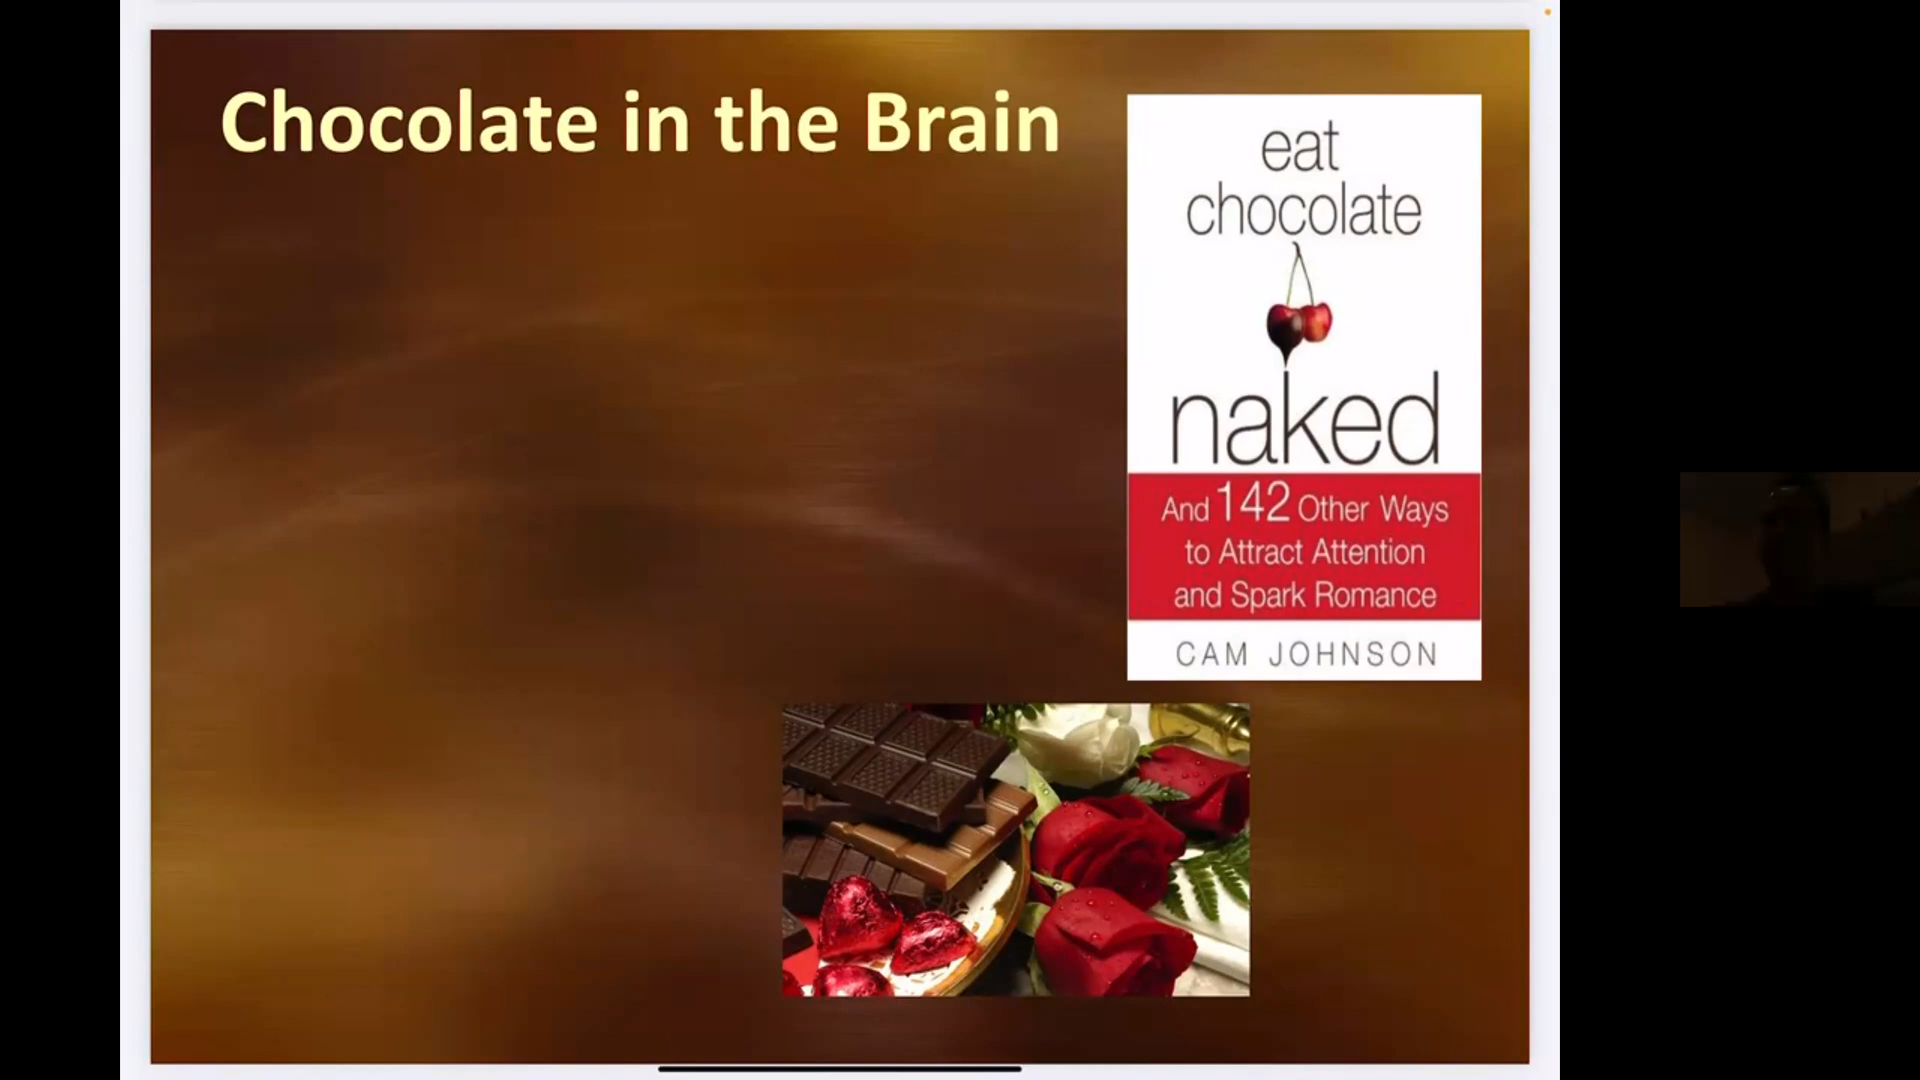 Chocolate in the Brain
eat
chocolate
naked
And 142 Other Ways
to Attract Attention
and Spark Romance
CAM JOHNSON